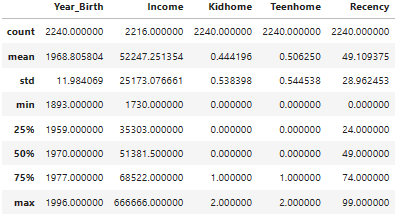 Year_Birth Income Kidhome Teenhome Recency
count 2240.000000 2216.000000 2240.000000 2240.000000 2240.000000
mean 1968.805804 52247.251354 0.444196 0.506250 49.109375
std 11.984069 25173.076661 0.538398 0.544538 28.962453
min 1893.000000 1730.000000 0.000000 0.000000 0.000000
25% 1959.000000 35303.000000 0.000000 0.000000 24.000000
50% 1970.000000 51381.500000 0.000000 0.000000 49.000000
75% 1977.000000 68522.000000 1.000000 1.000000 74.000000
max 1996.000000 666666.000000 2.000000 2.000000 99.000000